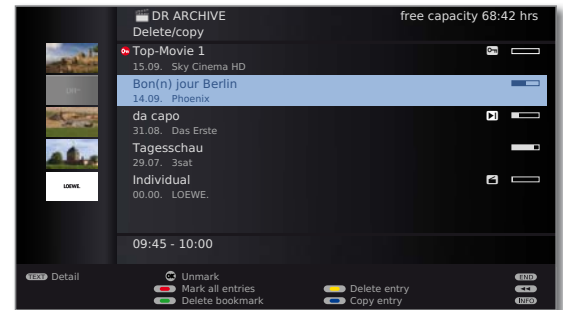 DR ARCHIVE
free capacity 68:42 hrs
Delete/copy
Top-Movie 1
15.09. Sky Cinema HD
Bon(n) jour Berlin
14.09. Phoenix
da capo
31.08. Das Erste
Tagesschau
29.07. 3sat
Individual
00.00. LOEWE.
LOEWE.
09:45 - 10:00
TEXT Detail
OK Unmark
END
Mark all entries
Delete entry
Delete bookmark
Copy entry
INFO